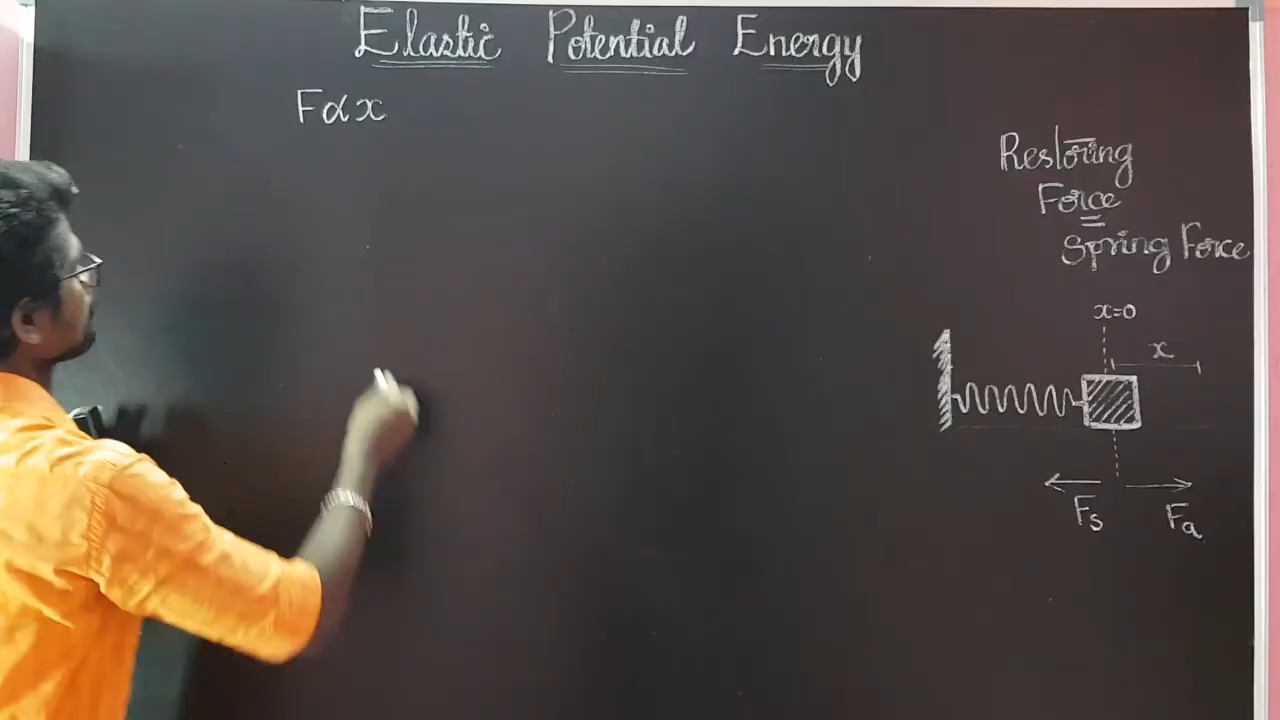 Elastic Potential Energy
F∝x
Restoring
Force
Spring Force
x=0
x
Fs
Fa